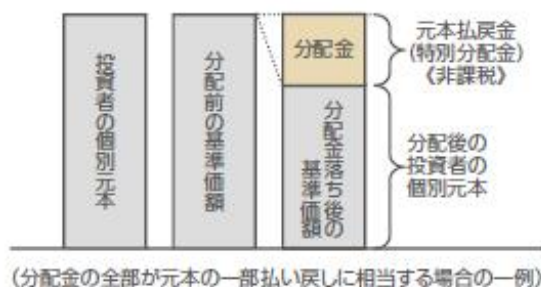 投資者の個別元本
分配前の基準価額
分配金
分配金落ち後の
基準価額
元本払戻金
(特別分配金)
《非課税》
分配後の
投資者の
個別元本
(分配金の全部が元本の一部払い戻しに相当する場合の一例)